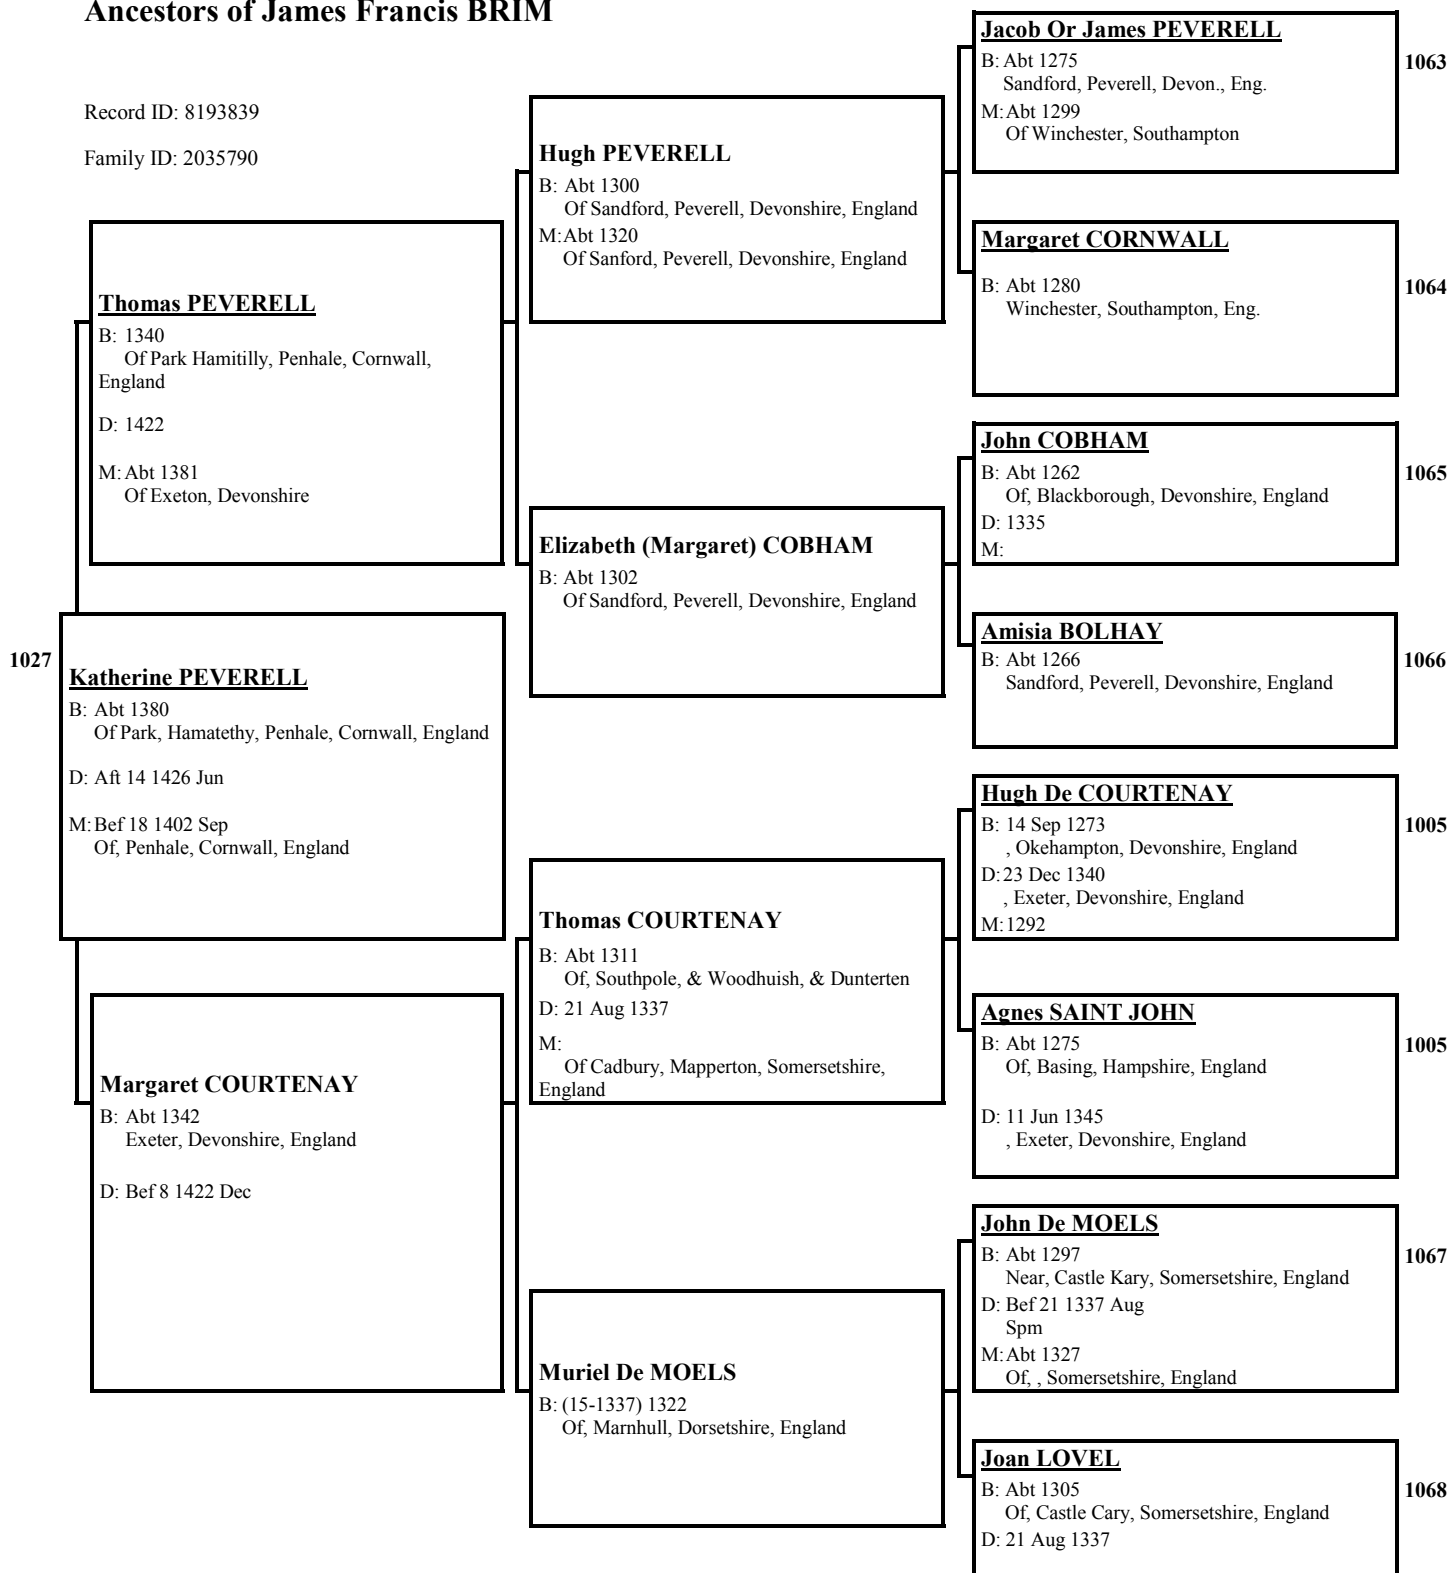 Ancestors of James Francis BRIM
Record ID: 8193839
Family ID: 2035790
1027
Katherine PEVERELL
B: Abt 1380
Of Park, Hamatethy, Penhale, Cornwall, England
D: Aft 14 1426 Jun
M: Bef 18 1402 Sep
Of, Penhale, Cornwall, England
Thomas PEVERELL
B: 1340
Of Park Hamitilly, Penhale, Cornwall,
England
D: 1422
M: Abt 1381
Of Exeton, Devonshire
Margaret COURTENAY
B: Abt 1342
Exeter, Devonshire, England
D: Bef 8 1422 Dec
Hugh PEVERELL
B: Abt 1300
Of Sandford, Peverell, Devonshire, England
M: Abt 1320
Of Sanford, Peverell, Devonshire, England
Elizabeth (Margaret) COBHAM
B: Abt 1302
Of Sandford, Peverell, Devonshire, England
Thomas COURTENAY
B: Abt 1311
Of, Southpole, & Woodhuish, & Dunterten
D: 21 Aug 1337
M:
Of Cadbury, Mapperton, Somersetshire,
England
Muriel De MOELS
B: (15-1337) 1322
Of, Marnhull, Dorsetshire, England
Jacob Or James PEVERELL
B: Abt 1275
Sandford, Peverell, Devon., Eng.
M: Abt 1299
Of Winchester, Southampton
1063
Margaret CORNWALL
B: Abt 1280
Winchester, Southampton, Eng.
1064
John COBHAM
B: Abt 1262
Of, Blackborough, Devonshire, England
D: 1335
M:
1065
Amisia BOLHAY
B: Abt 1266
Sandford, Peverell, Devonshire, England
1066
Hugh De COURTENAY
B: 14 Sep 1273
, Okehampton, Devonshire, England
D: 23 Dec 1340
, Exeter, Devonshire, England
M: 1292
1005
Agnes SAINT JOHN
B: Abt 1275
Of, Basing, Hampshire, England
D: 11 Jun 1345
, Exeter, Devonshire, England
1005
John De MOELS
B: Abt 1297
Near, Castle Kary, Somersetshire, England
D: Bef 21 1337 Aug
Spm
M: Abt 1327
Of, , Somersetshire, England
1067
Joan LOVEL
B: Abt 1305
Of, Castle Cary, Somersetshire, England
D: 21 Aug 1337
1068